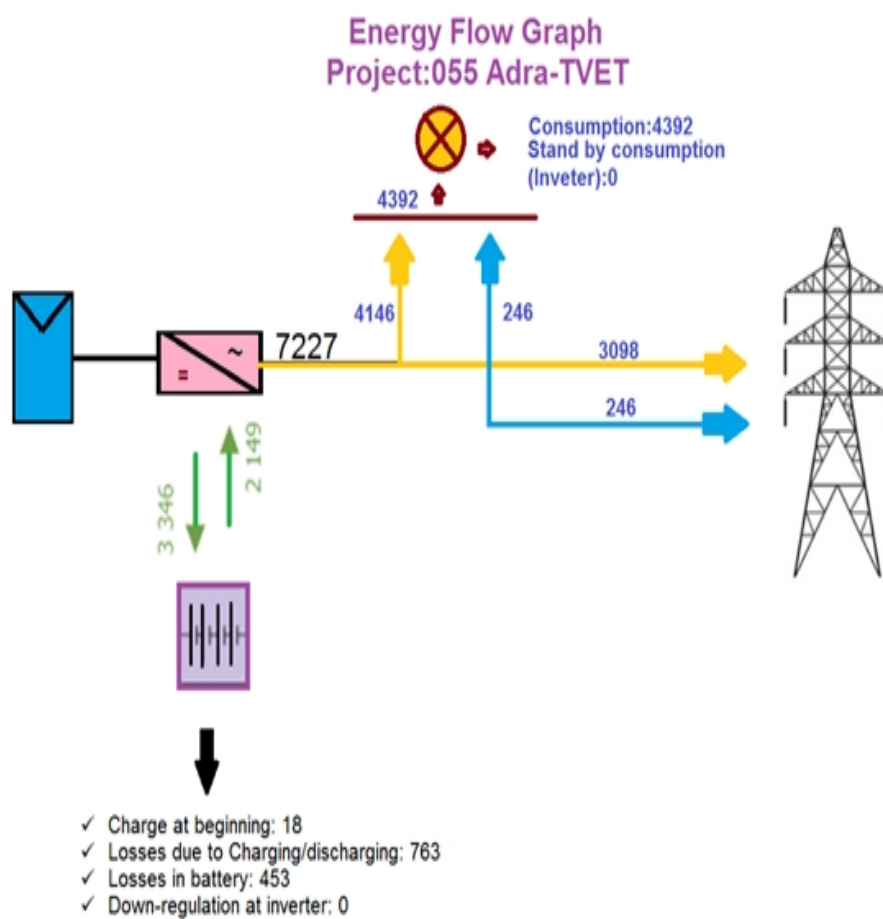 Energy Flow Graph
Project:055 Adra-TVET
Consumption:4392
Stand by consumption
(Inveter):0
4392
4146
246
7227
3098
246
3 346
2 149
✓ Charge at beginning: 18
✓ Losses due to Charging/discharging: 763
✓ Losses in battery: 453
✓ Down-regulation at inverter: 0